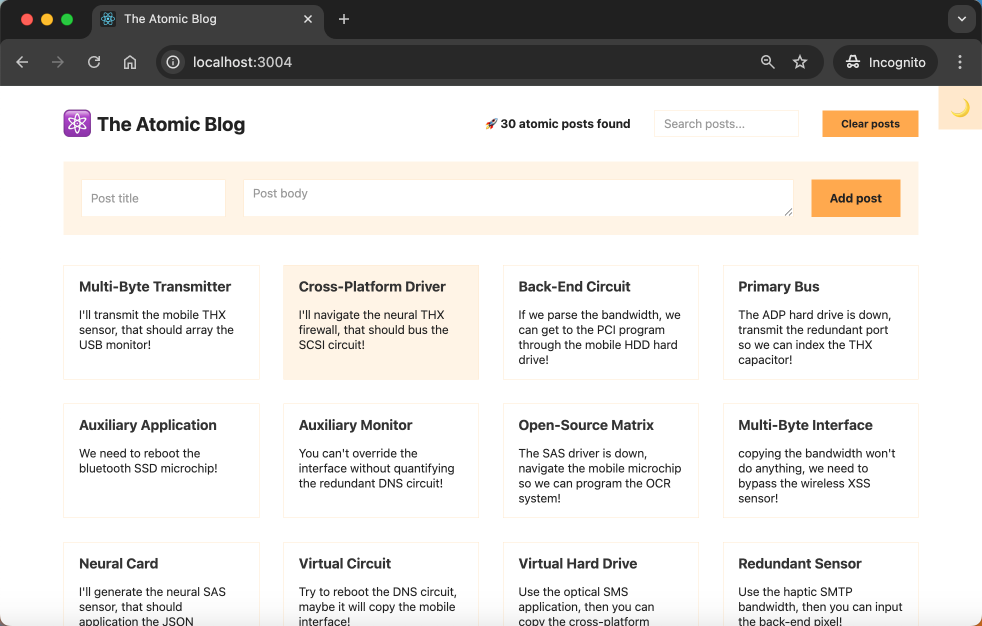 The Atomic Blog
localhost:3004
Incognito
The Atomic Blog
🚀 30 atomic posts found
Search posts...
Clear posts
Post title
Post body
Add post
Multi-Byte Transmitter
I'll transmit the mobile THX
sensor, that should array the
USB monitor!
Cross-Platform Driver
I'll navigate the neural THX
firewall, that should bus the
SCSI circuit!
Back-End Circuit
If we parse the bandwidth, we
can get to the PCI program
through the mobile HDD hard
drive!
Primary Bus
The ADP hard drive is down,
transmit the redundant port
so we can index the THX
capacitor!
Auxiliary Application
We need to reboot the
bluetooth SSD microchip!
Auxiliary Monitor
You can't override the
interface without quantifying
the redundant DNS circuit!
Open-Source Matrix
The SAS driver is down,
navigate the mobile microchip
so we can program the OCR
system!
Multi-Byte Interface
copying the bandwidth won't
do anything, we need to
bypass the wireless XSS
sensor!
Neural Card
I'll generate the neural SAS
sensor, that should
application the JSON
Virtual Circuit
Try to reboot the DNS circuit,
maybe it will copy the mobile
interface!
Virtual Hard Drive
Use the optical SMS
application, then you can
copy the cross-platform
Redundant Sensor
Use the haptic SMTP
bandwidth, then you can input
the back-end pixel!